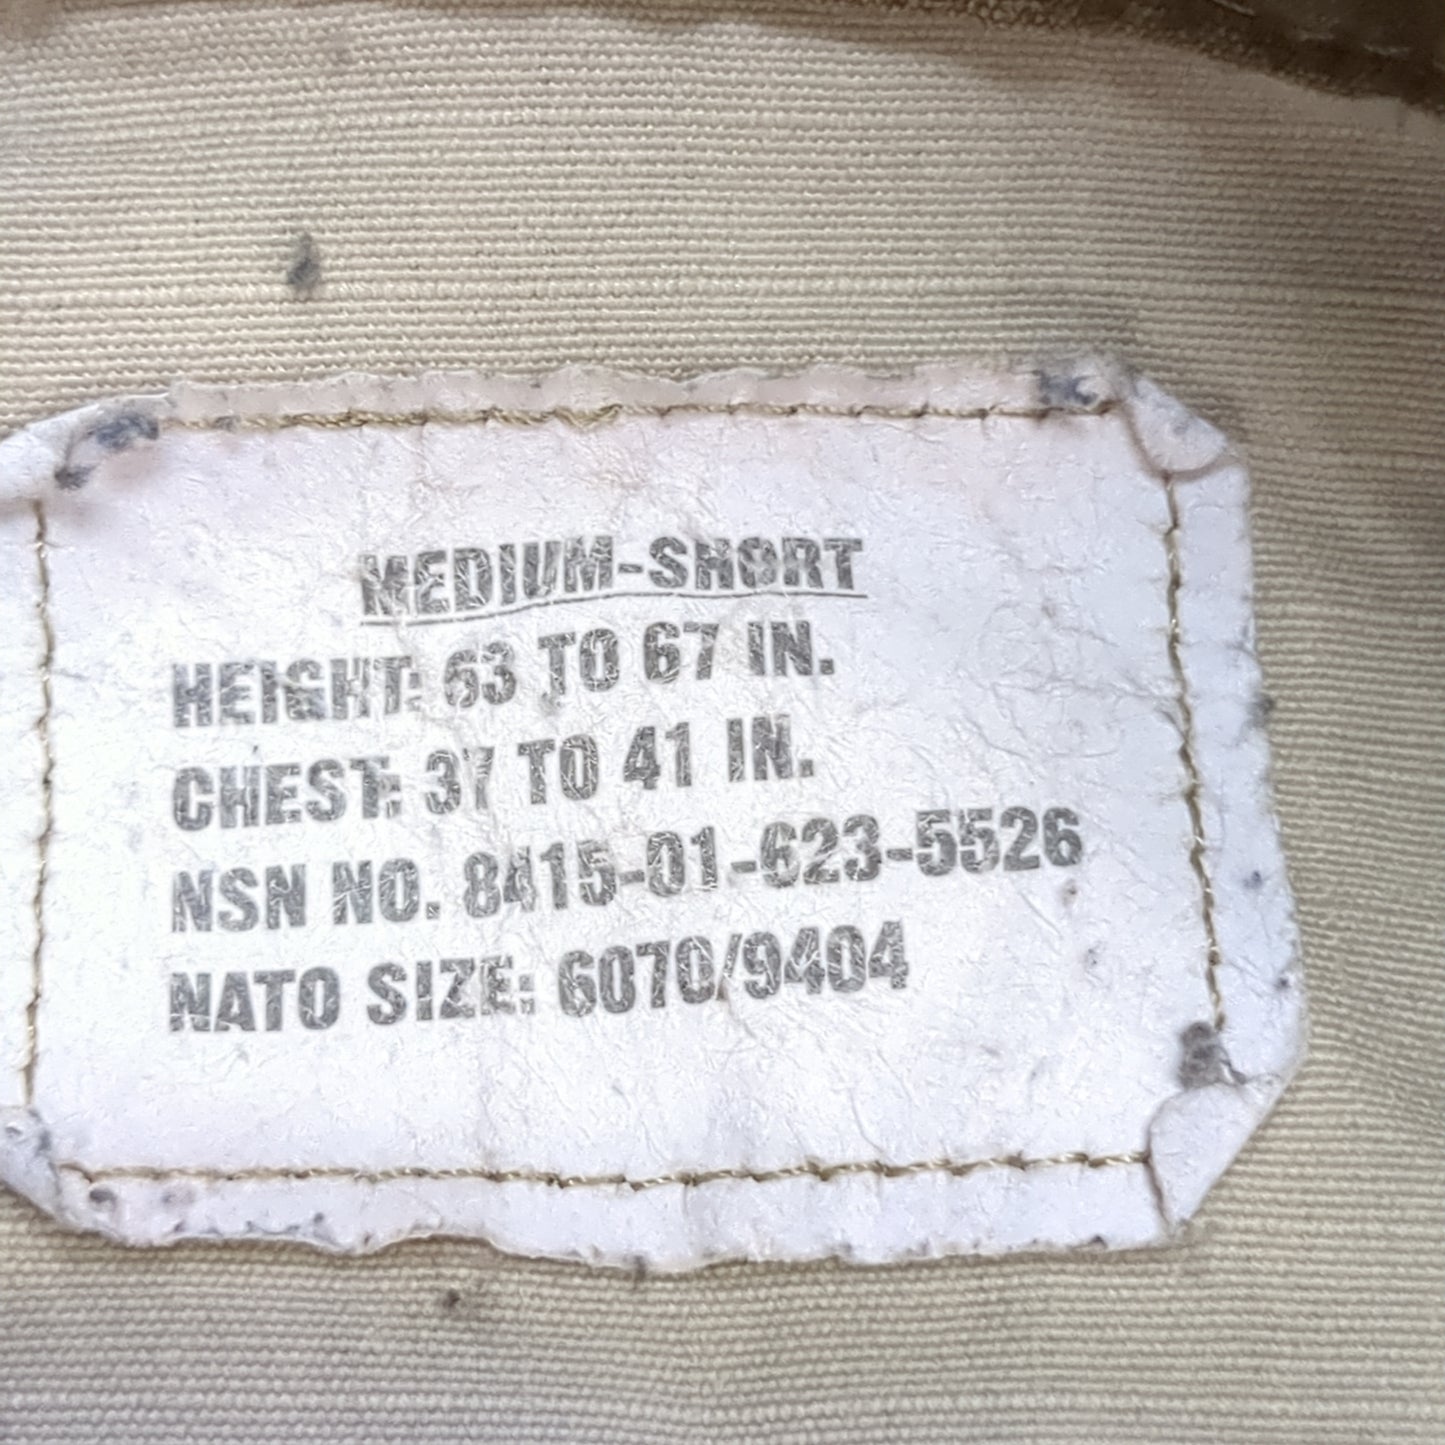 MEDIUM-SHORT
HEIGHT: 63 TO 67 IN.
CHEST: 37 TO 41 IN.
NSN NO. 8415-01-623-5526
NATO SIZE: 6070/9404